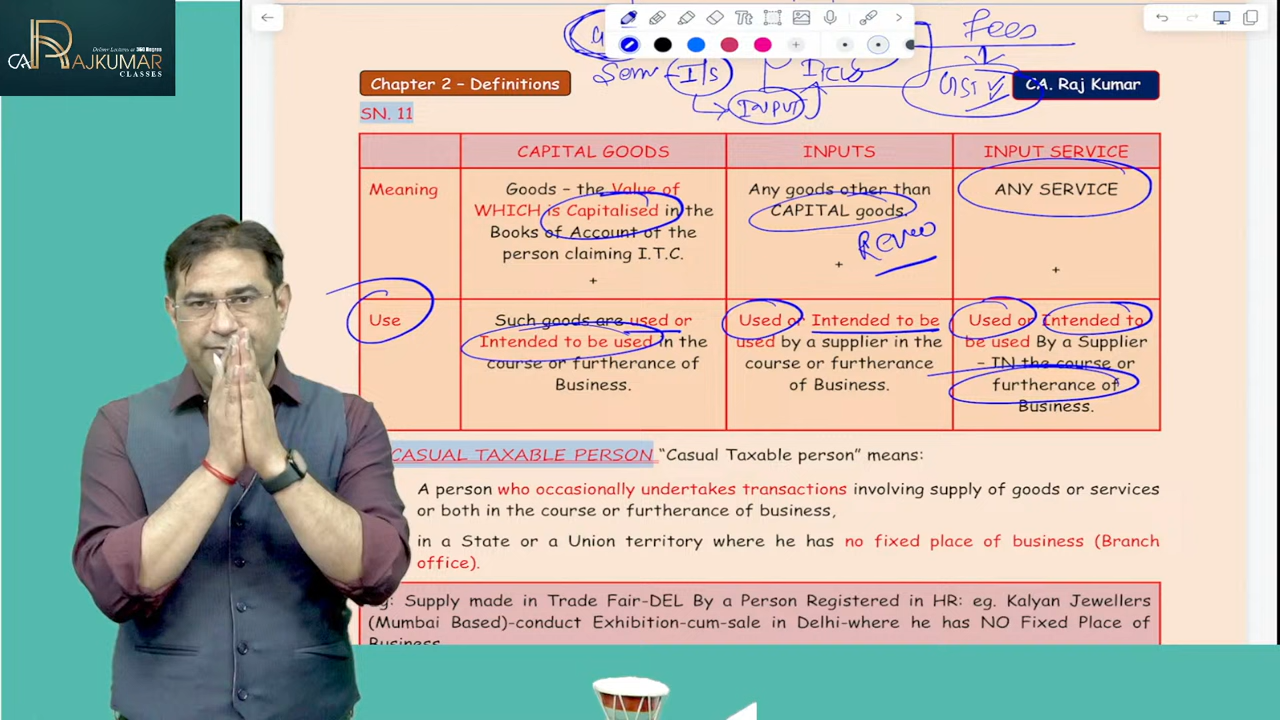 Deliver Lectures at 360 Degree
CA RAJKUMAR
CLASSES
Fees
I/S
GST
INPUT
Chapter 2 – Definitions
CA. Raj Kumar
SN. 11
CAPITAL GOODS INPUTS INPUT SERVICE
Meaning
Goods – the Value of
WHICH is Capitalised in the
Books of Account of the
person claiming I.T.C.
+
Any goods other than
CAPITAL goods.
+
ANY SERVICE
+
Use
Such goods are used or
Intended to be used in the
course or furtherance of
Business.
Used or Intended to be
used by a supplier in the
course or furtherance
of Business.
Used or Intended to
be used By a Supplier
– IN the course or
furtherance of
Business.
CASUAL TAXABLE PERSON “Casual Taxable person” means:
A person who occasionally undertakes transactions involving supply of goods or services
or both in the course or furtherance of business,
in a State or a Union territory where he has no fixed place of business (Branch
office).
Supply made in Trade Fair-DEL By a Person Registered in HR: eg. Kalyan Jewellers
(Mumbai Based)-conduct Exhibition-cum-sale in Delhi-where he has NO Fixed Place of
Business